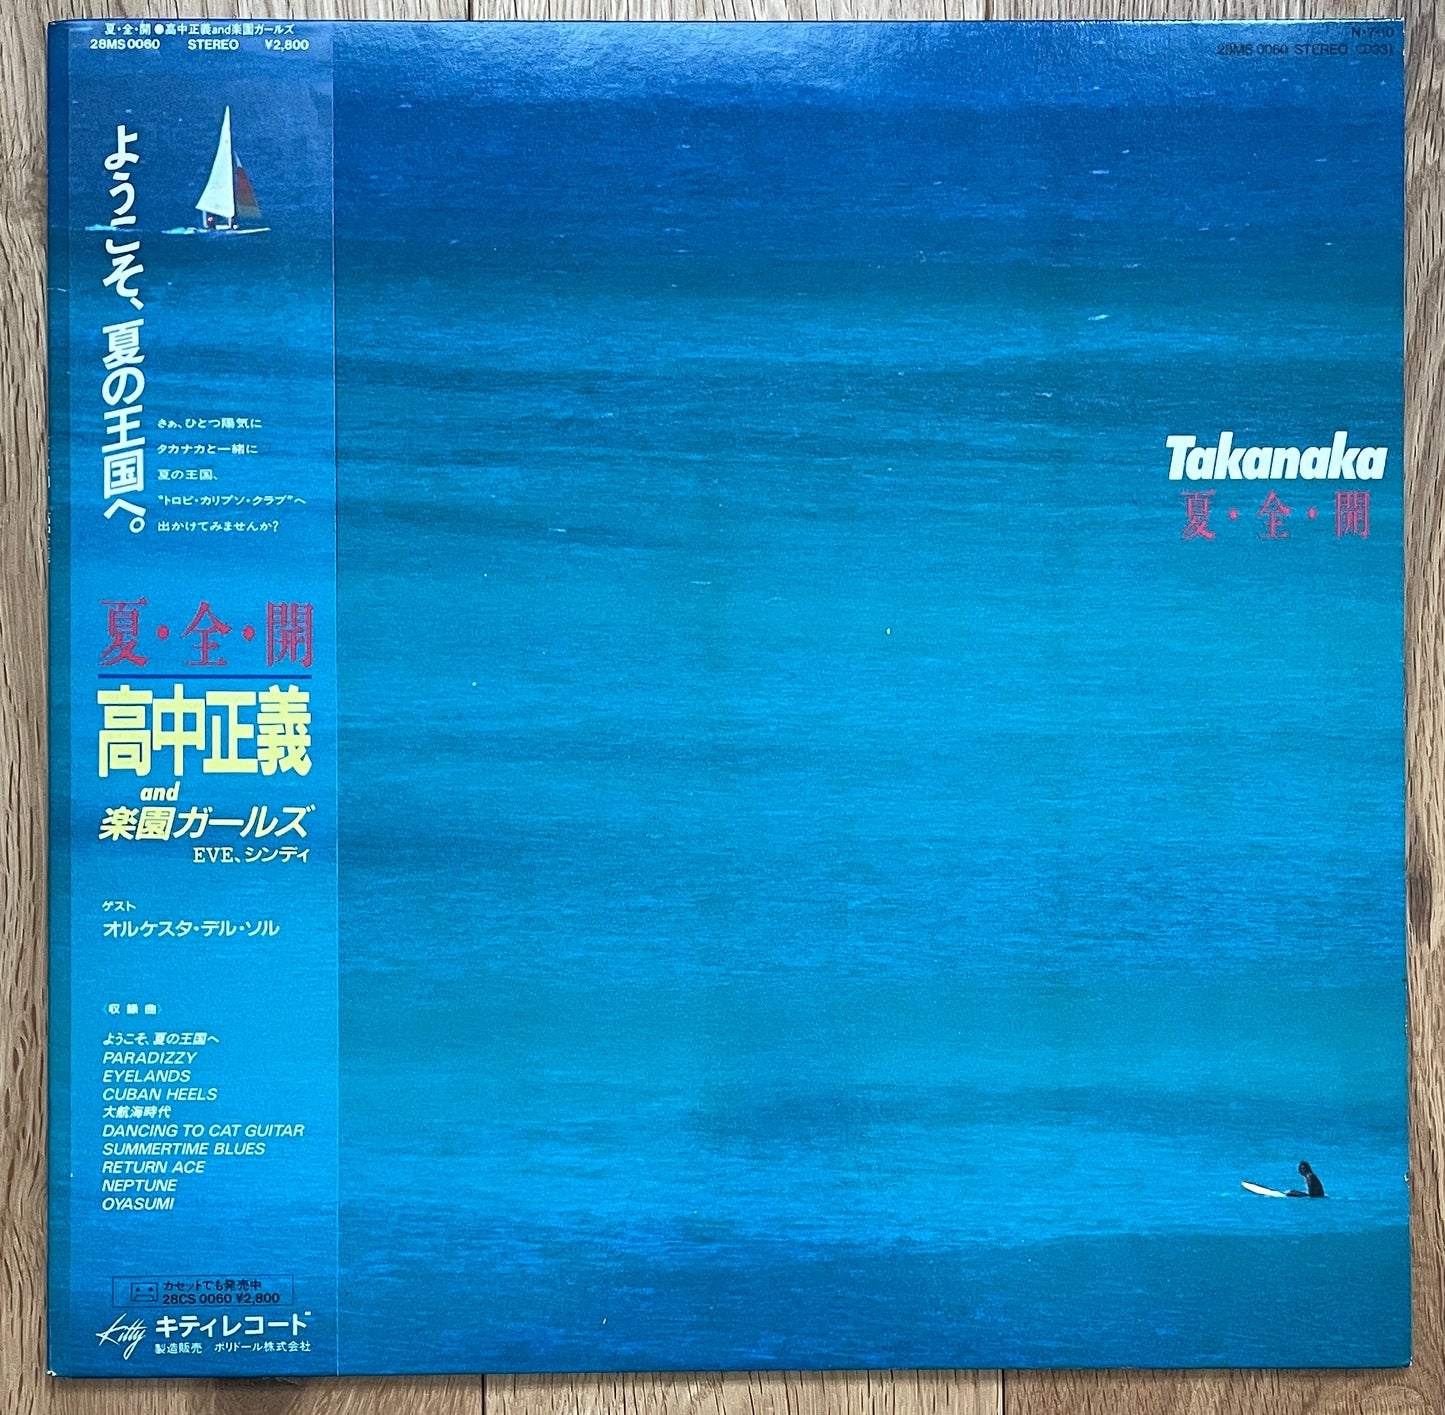 夏・全・開●高中正義and楽園ガールズ
28MS0060 STEREO ¥2,800
ようこそ、夏の王国へ。
さぁ、ひとつ陽気に
タカナカと一緒に
夏の王国、
“トロピ・カリプソ・クラブ”へ
出かけてみませんか?
夏・全・開
高中正義
and
楽園ガールズ
EVE、シンディ
ゲスト
オルケスタ・デル・ソル
《収録曲》
ようこそ、夏の王国へ
PARADIZZY
EYELANDS
CUBAN HEELS
大航海時代
DANCING TO CAT GUITAR
SUMMERTIME BLUES
RETURN ACE
NEPTUNE
OYASUMI
カセットでも発売中
28CS 0060 ¥2,800
Kitty キティレコード
製造販売 ポリドール株式会社
N・7・10
28MS 0060 STEREO
Takanaka
夏・全・開